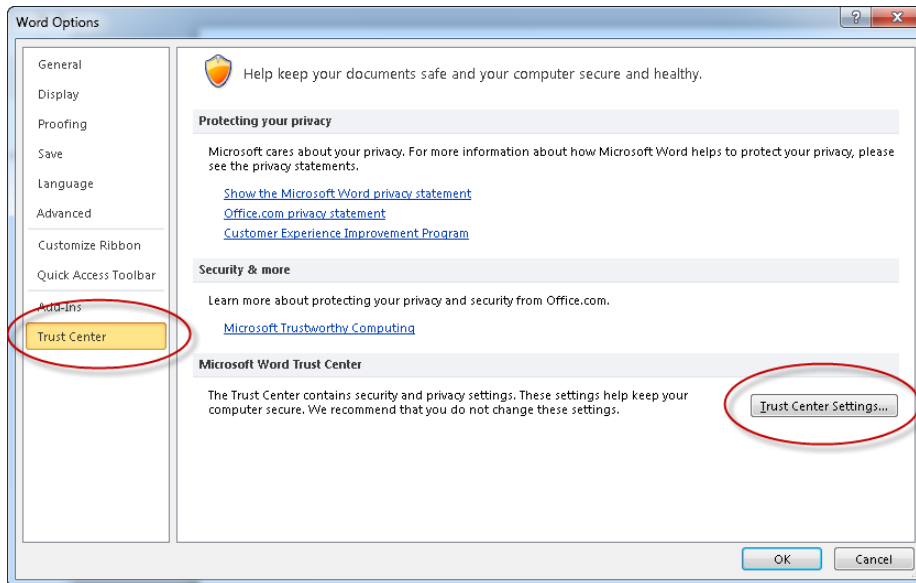 Word Options
?
General
Display
Proofing
Save
Language
Advanced
Customize Ribbon
Quick Access Toolbar
Add-Ins
Trust Center
Help keep your documents safe and your computer secure and healthy.
Protecting your privacy
Microsoft cares about your privacy. For more information about how Microsoft Word helps to protect your privacy, please
see the privacy statements.
Show the Microsoft Word privacy statement
Office.com privacy statement
Customer Experience Improvement Program
Security & more
Learn more about protecting your privacy and security from Office.com.
Microsoft Trustworthy Computing
Microsoft Word Trust Center
The Trust Center contains security and privacy settings. These settings help keep your
computer secure. We recommend that you do not change these settings.
Trust Center Settings...
OK
Cancel